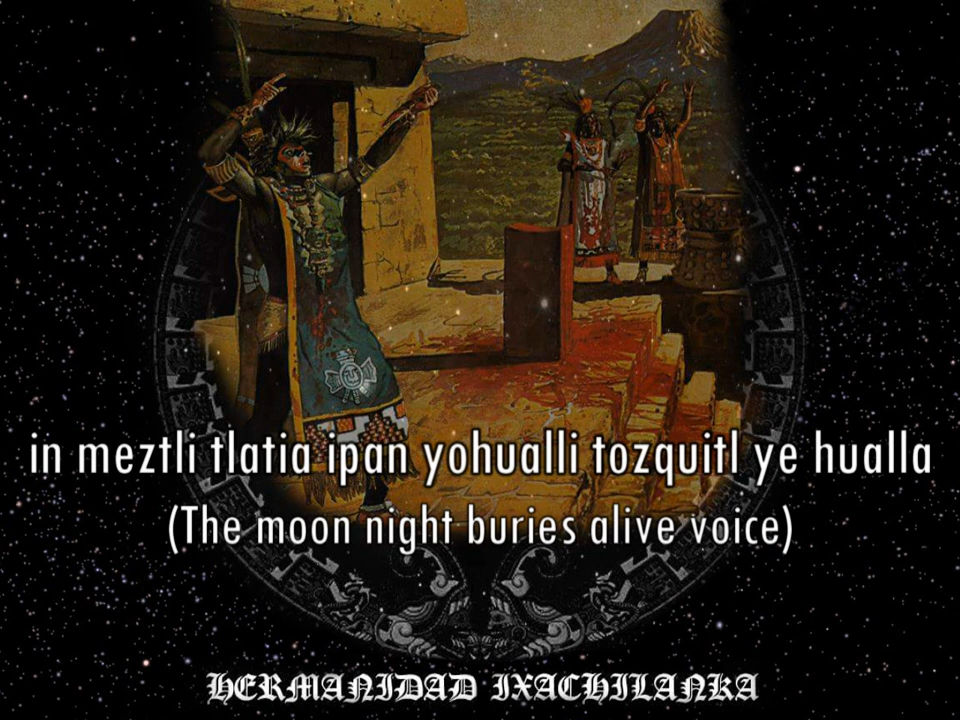 in meztli tlatia ipan yohualli tozquitl ye hualla
(The moon night buries alive voice)
HERMANIDAD IXACHILANKA